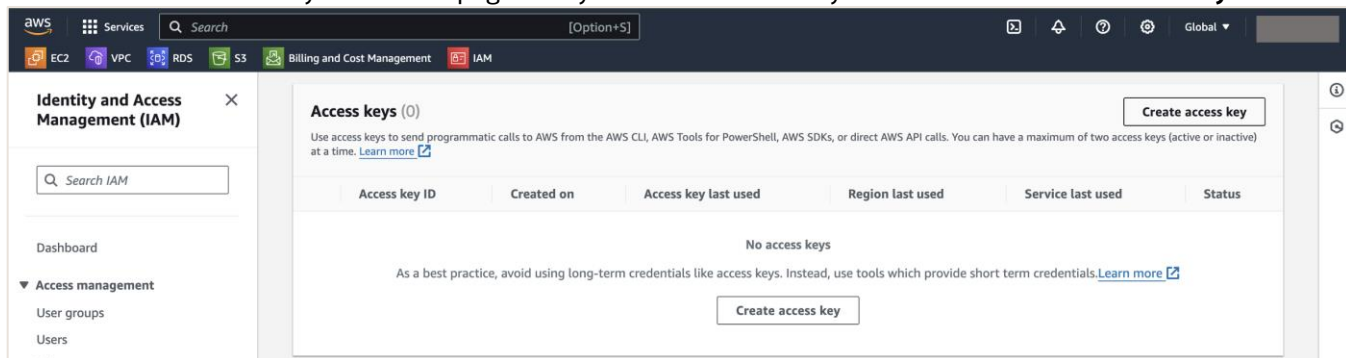 aws
Services
Search
[Option+S]
Global
EC2 VPC RDS S3 Billing and Cost Management IAM
Identity and Access
Management (IAM)
Search IAM
Dashboard
Access management
User groups
Users
Access keys (0)
Create access key
Use access keys to send programmatic calls to AWS from the AWS CLI, AWS Tools for PowerShell, AWS SDKs, or direct AWS API calls. You can have a maximum of two access keys (active or inactive)
at a time. Learn more
Access key ID Created on Access key last used Region last used Service last used Status
No access keys
As a best practice, avoid using long-term credentials like access keys. Instead, use tools which provide short term credentials.Learn more
Create access key